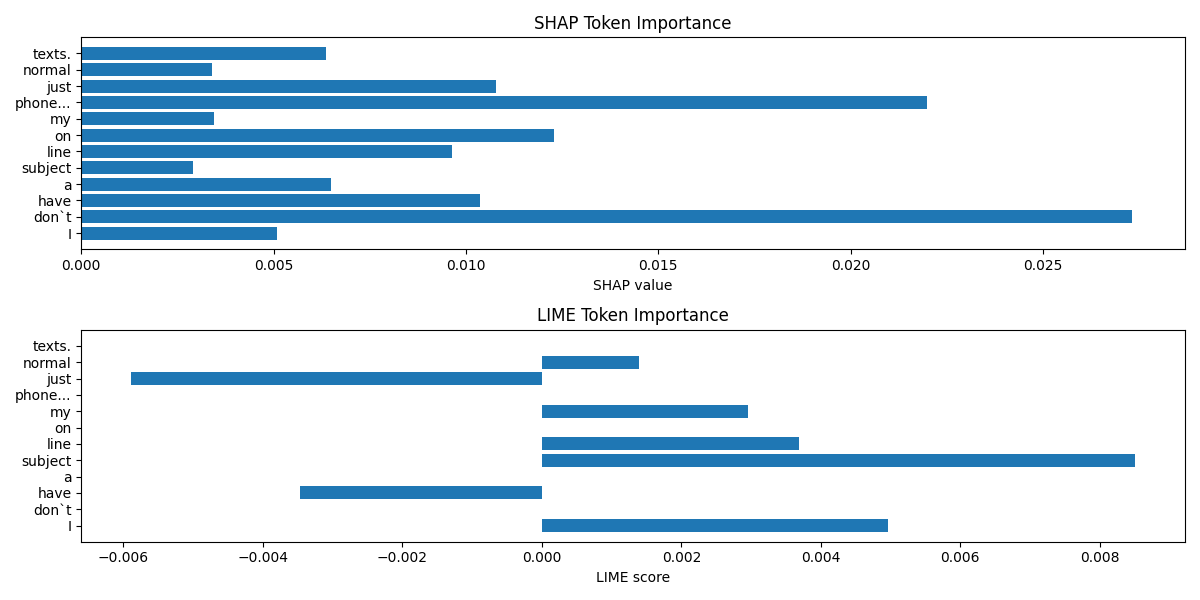 SHAP Token Importance
texts.
normal
just
phone...
my
on
line
subject
a
have
don`t
I
0.000 0.005 0.010 0.015 0.020 0.025
SHAP value
LIME Token Importance
texts.
normal
just
phone...
my
on
line
subject
a
have
don`t
I
−0.006 −0.004 −0.002 0.000 0.002 0.004 0.006 0.008
LIME score